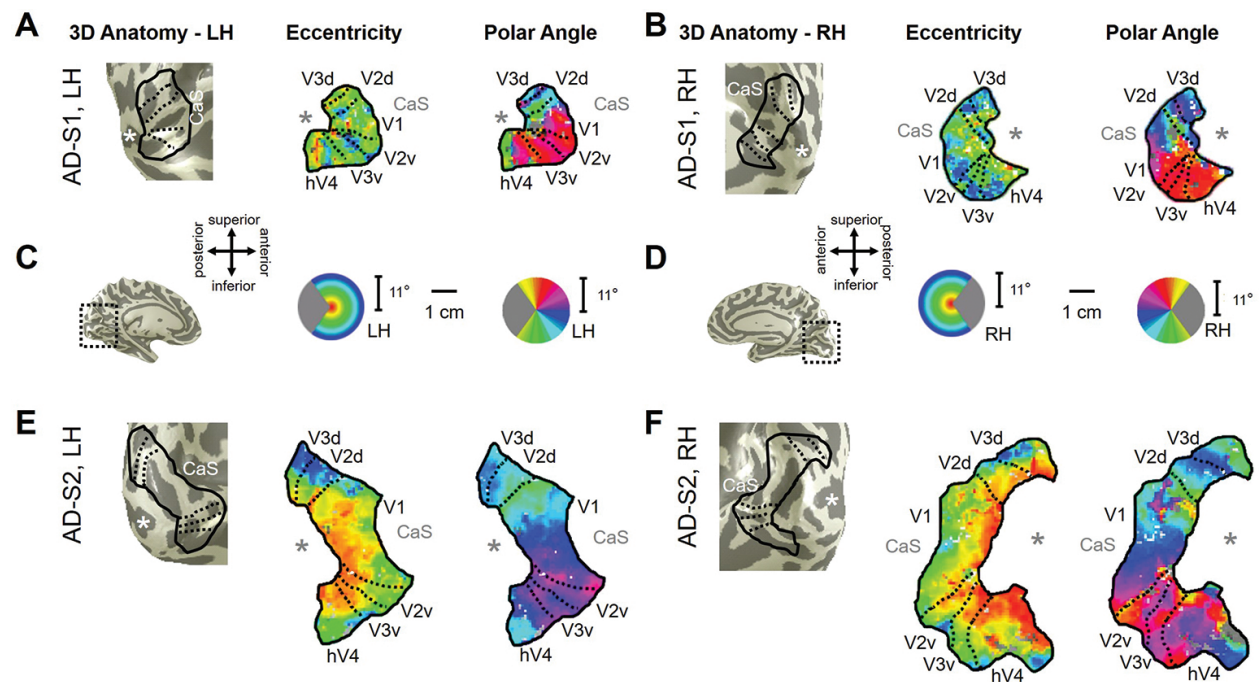 A
3D Anatomy - LH
Eccentricity
Polar Angle
AD-S1, LH
CaS
*
V3d
V2d
CaS
*
V1
V2v
V3v
hV4
V3d
V2d
CaS
*
V1
V2v
V3v
hV4
B
3D Anatomy - RH
Eccentricity
Polar Angle
AD-S1, RH
CaS
*
V3d
V2d
CaS
*
V1
V2v
V3v
hV4
V3d
V2d
CaS
*
V1
V2v
V3v
hV4
C
superior
posterior
anterior
inferior
11°
LH
1 cm
11°
LH
D
superior
anterior
posterior
inferior
11°
RH
1 cm
11°
RH
E
AD-S2, LH
CaS
*
V3d
V2d
V1
CaS
*
V2v
V3v
hV4
V3d
V2d
V1
CaS
*
V2v
V3v
hV4
F
AD-S2, RH
CaS
*
V3d
V2d
V1
CaS
*
V2v
V3v
hV4
V3d
V2d
V1
CaS
*
V2v
V3v
hV4